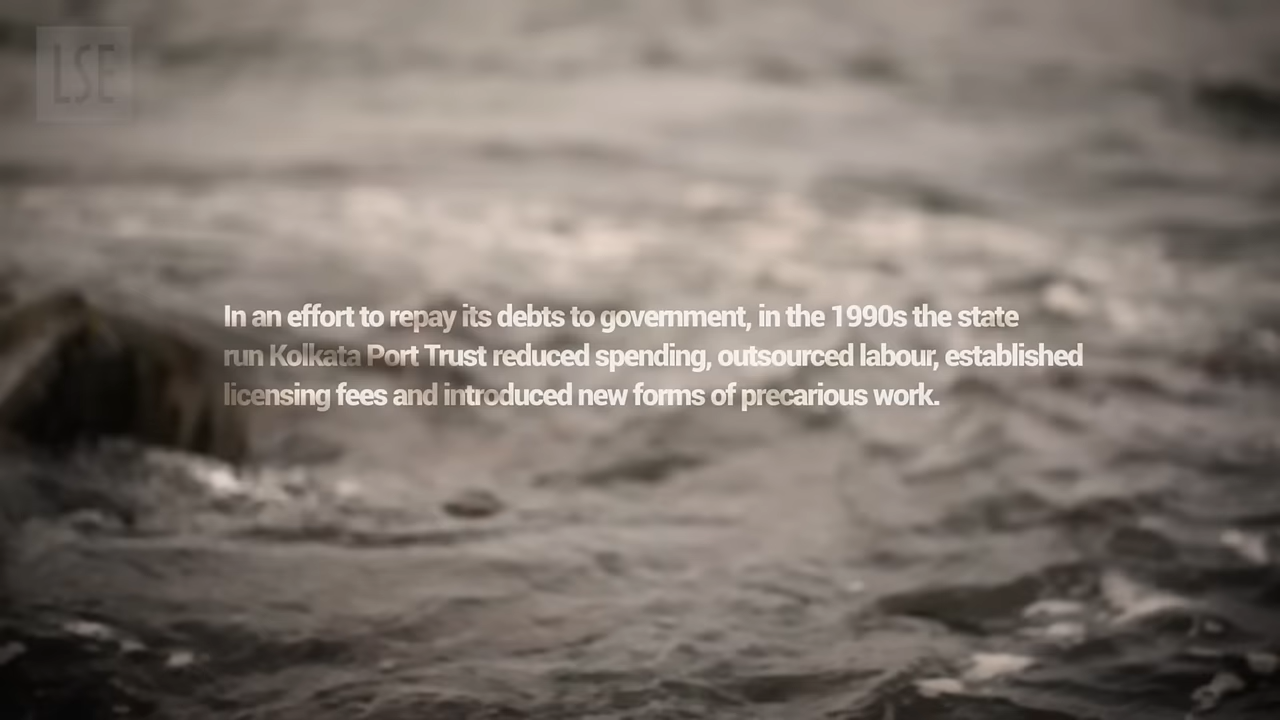 LSE
In an effort to repay its debts to government, in the 1990s the state
run Kolkata Port Trust reduced spending, outsourced labour, established
licensing fees and introduced new forms of precarious work.